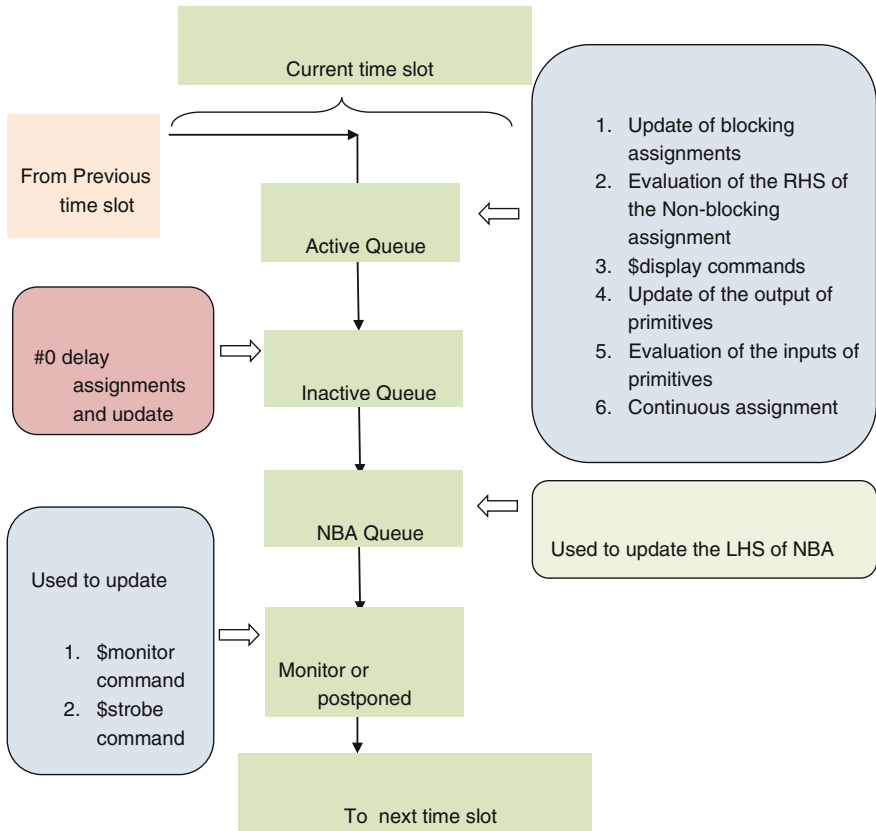 Current time slot
From Previous
time slot
1. Update of blocking
assignments
2. Evaluation of the RHS of
the Non-blocking
assignment
3. $display commands
4. Update of the output of
primitives
5. Evaluation of the inputs of
primitives
6. Continuous assignment
Active Queue
#0 delay
assignments
and update
Inactive Queue
NBA Queue
Used to update the LHS of NBA
Used to update
1. $monitor
command
2. $strobe
command
Monitor or
postponed
To next time slot